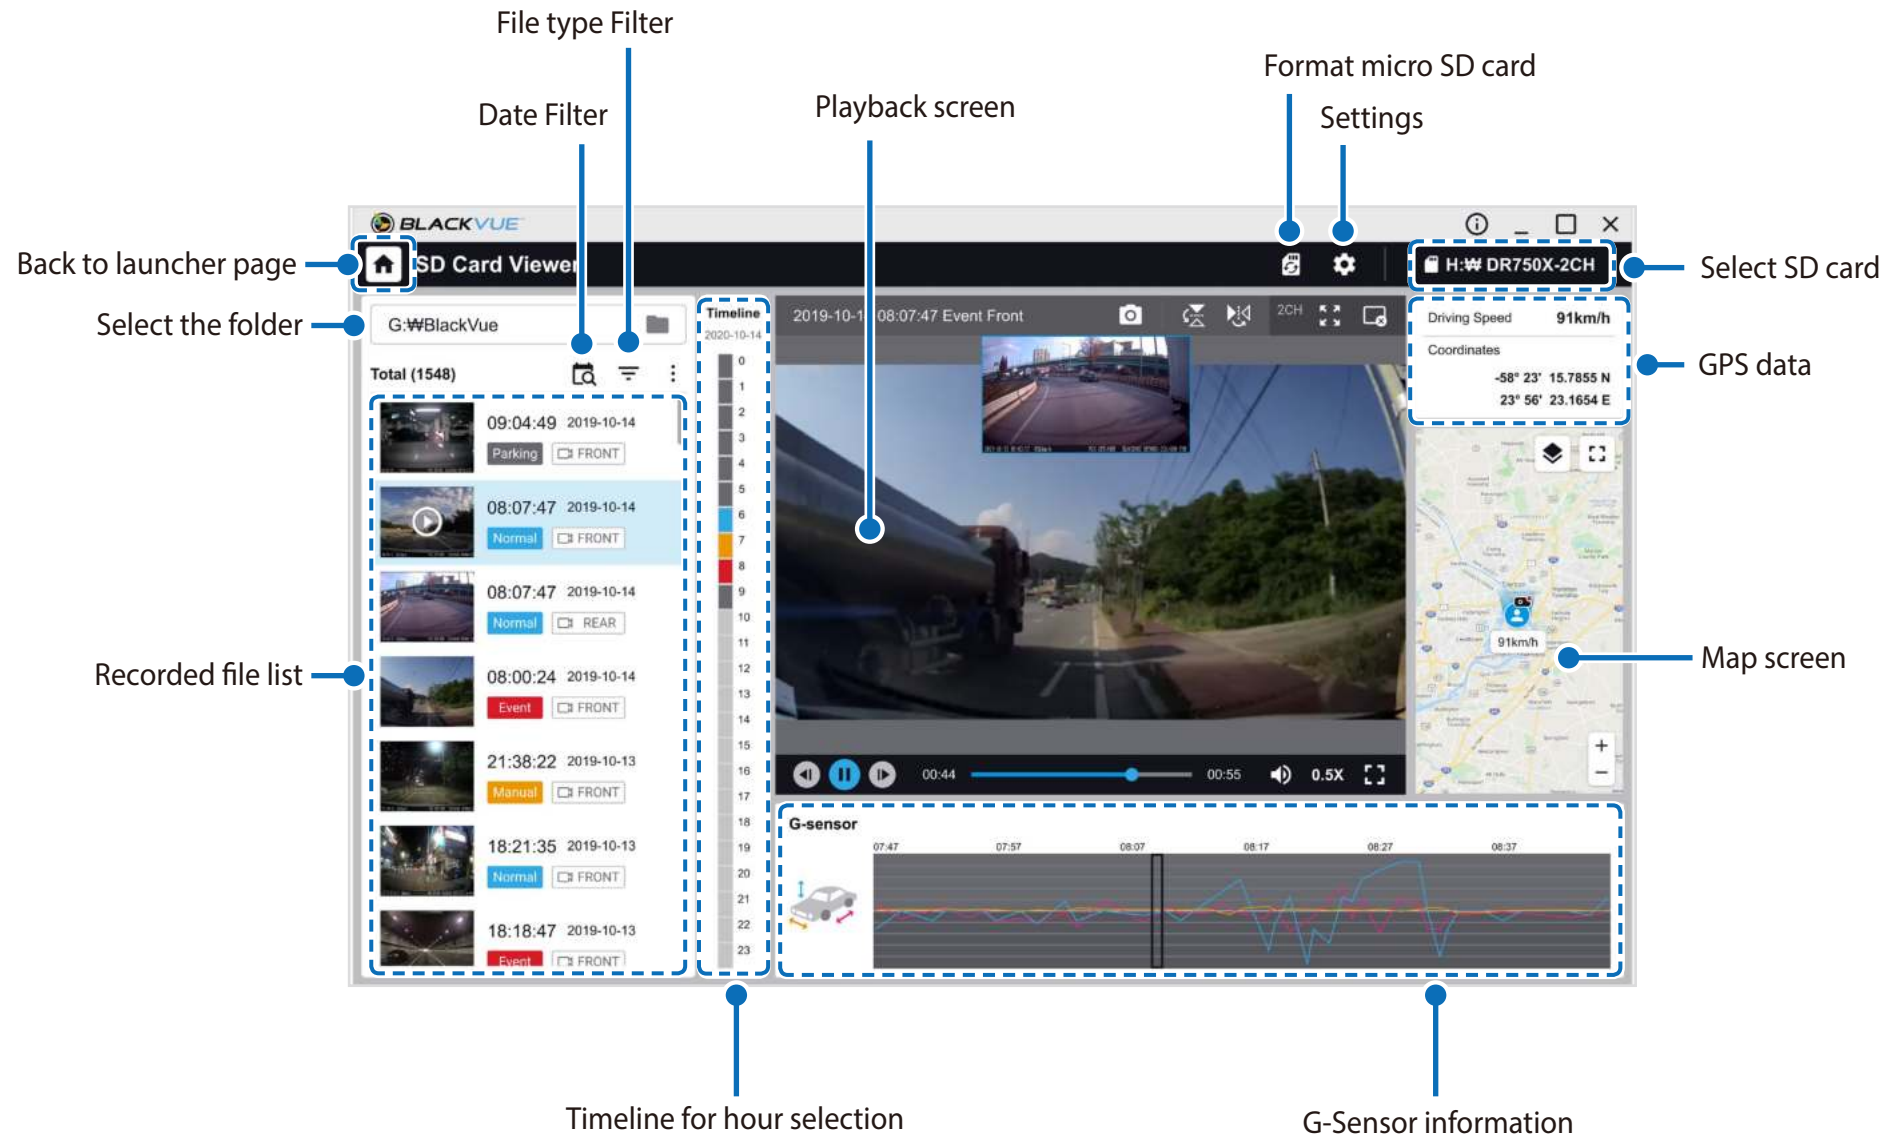 File type Filter
Format micro SD card
Date Filter
Playback screen
Settings
BLACKVUE
Back to launcher page
SD Card Viewer
H:₩ DR750X-2CH
Select SD card
Select the folder
G:₩BlackVue
Timeline
2020-10-14
2019-10-1 08:07:47 Event Front
2CH
Driving Speed 91km/h
Coordinates
-58° 23' 15.7855 N
23° 56' 23.1654 E
GPS data
Total (1548)
09:04:49 2019-10-14
Parking FRONT
08:07:47 2019-10-14
Normal FRONT
08:07:47 2019-10-14
Normal REAR
08:00:24 2019-10-14
Event FRONT
21:38:22 2019-10-13
Manual FRONT
18:21:35 2019-10-13
Normal FRONT
18:18:47 2019-10-13
Event FRONT
Recorded file list
0
1
2
3
4
5
6
7
8
9
10
11
12
13
14
15
16
17
18
19
20
21
22
23
91km/h
Map screen
+
−
00:44
00:55
0.5X
G-sensor
07:47 07:57 08:07 08:17 08:27 08:37
Timeline for hour selection
G-Sensor information